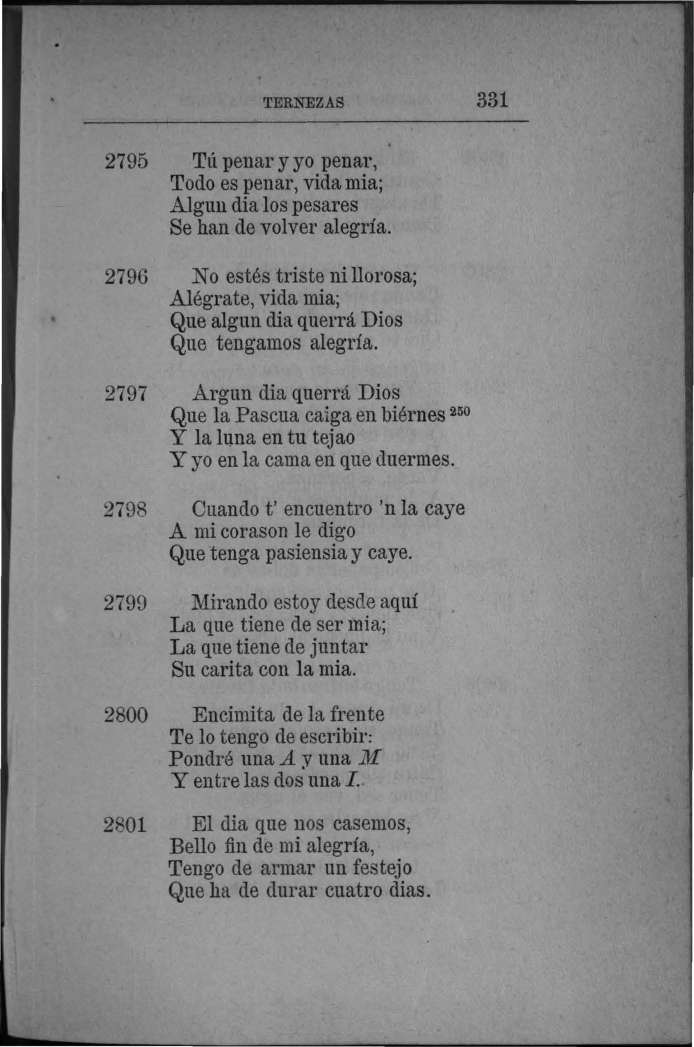 TERNEZAS 331
2795 Tú penar y yo penar,
Todo es penar, vida mia;
Algun dia los pesares
Se han de volver alegría.
2796 No estés triste ni llorosa;
Alégrate, vida mia;
Que algun dia querrá Dios
Que tengamos alegría.
2797 Argun dia querrá Dios
Que la Pascua caiga en biérnes 250
Y la luna en tu tejao
Y yo en la cama en que duermes.
2798 Cuando t' encuentro 'n la caye
A mi corason le digo
Que tenga pasiensia y caye.
2799 Mirando estoy desde aquí
La que tiene de ser mia;
La que tiene de juntar
Su carita con la mia.
2800 Encimita de la frente
Te lo tengo de escribir:
Pondré una A y una M
Y entre las dos una I.
2801 El dia que nos casemos,
Bello fin de mi alegría,
Tengo de armar un festejo
Que ha de durar cuatro dias.